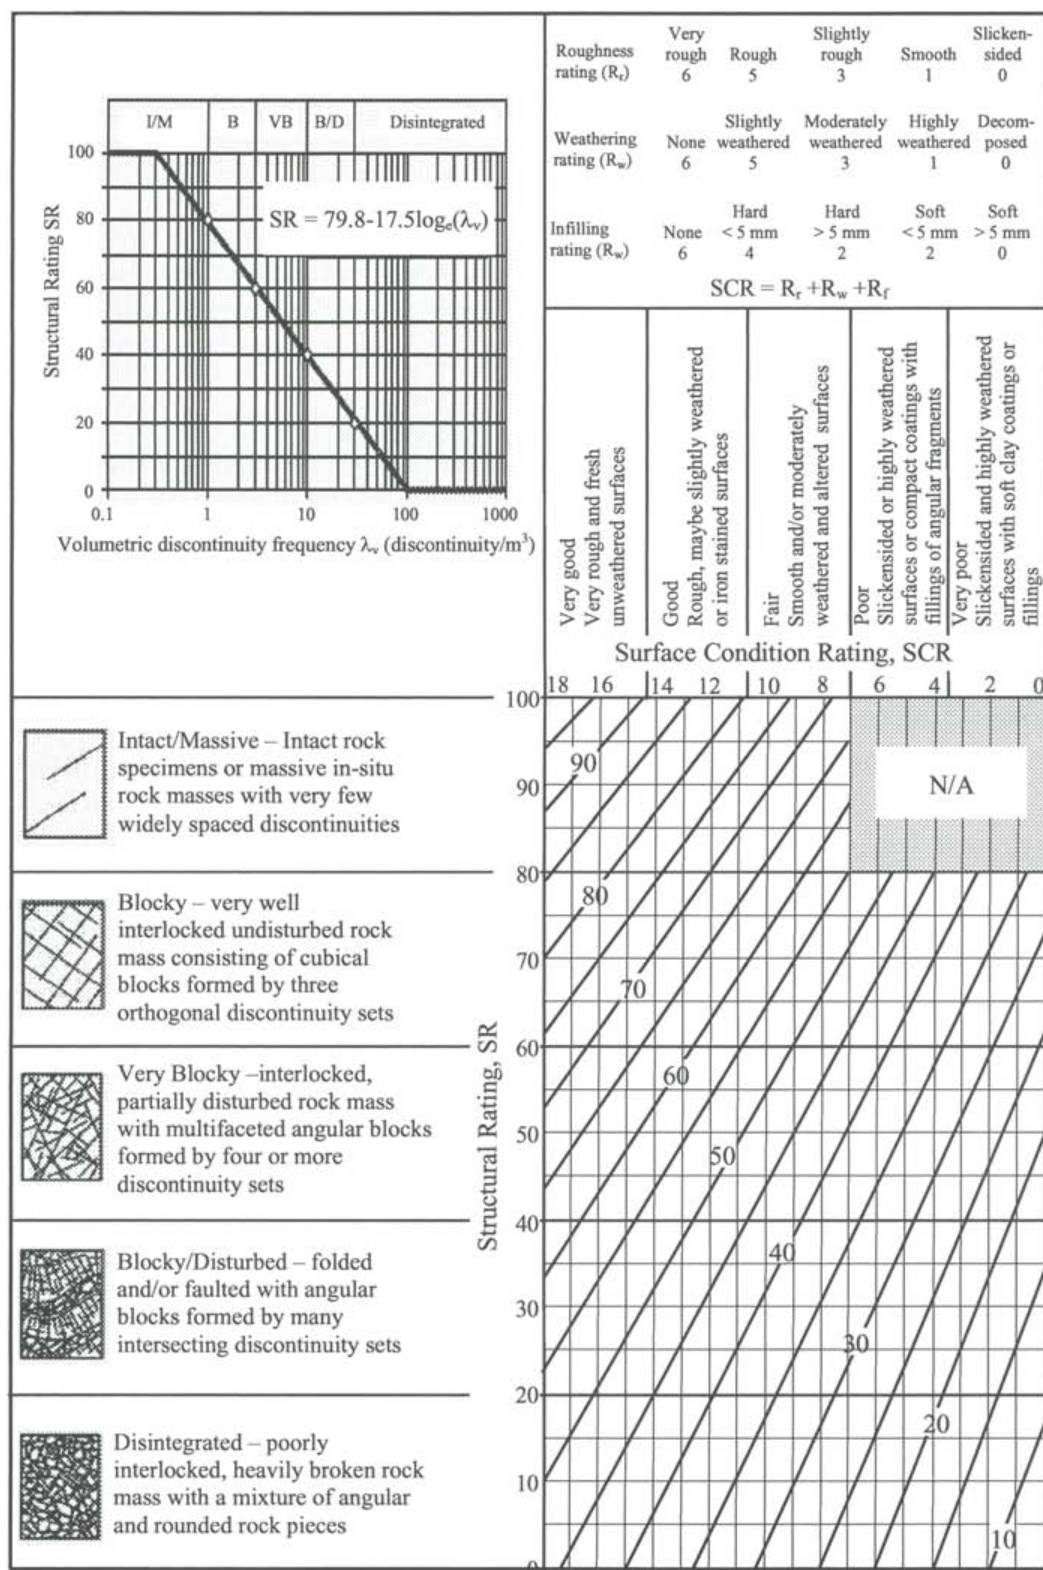 I/M B VB B/D Disintegrated
100
80
60
40
20
0
Structural Rating SR
SR = 79.8-17.5logₑ(λᵥ)
0.1 1 10 100 1000
Volumetric discontinuity frequency λᵥ (discontinuity/m³)
Roughness
rating (Rᵣ)
Very
rough
6
Rough
5
Slightly
rough
3
Smooth
1
Slicken-
sided
0
Weathering
rating (R_w)
None
6
Slightly
weathered
5
Moderately
weathered
3
Highly
weathered
1
Decom-
posed
0
Infilling
rating (R_w)
None
6
Hard
< 5 mm
4
Hard
> 5 mm
2
Soft
< 5 mm
2
Soft
> 5 mm
0
SCR = Rᵣ +R_w +R_f
Very good
Very rough and fresh
unweathered surfaces
Good
Rough, maybe slightly weathered
or iron stained surfaces
Fair
Smooth and/or moderately
weathered and altered surfaces
Poor
Slickensided or highly weathered
surfaces or compact coatings with
fillings of angular fragments
Very poor
Slickensided and highly weathered
surfaces with soft clay coatings or
fillings
Surface Condition Rating, SCR
18 16 14 12 10 8 6 4 2 0
Intact/Massive – Intact rock
specimens or massive in-situ
rock masses with very few
widely spaced discontinuities
Blocky – very well
interlocked undisturbed rock
mass consisting of cubical
blocks formed by three
orthogonal discontinuity sets
Very Blocky –interlocked,
partially disturbed rock mass
with multifaceted angular blocks
formed by four or more
discontinuity sets
Blocky/Disturbed – folded
and/or faulted with angular
blocks formed by many
intersecting discontinuity sets
Disintegrated – poorly
interlocked, heavily broken rock
mass with a mixture of angular
and rounded rock pieces
Structural Rating, SR
100
90
80
70
60
50
40
30
20
10
0
N/A
90
80
70
60
50
40
30
20
10